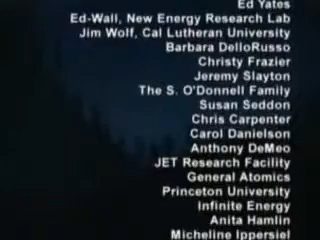 Ed Yates
Ed-Wall, New Energy Research Lab
Jim Wolf, Cal Lutheran University
Barbara DelloRusso
Christy Frazier
Jeremy Slayton
The S. O'Donnell Family
Susan Seddon
Chris Carpenter
Carol Danielson
Anthony DeMeo
JET Research Facility
General Atomics
Princeton University
Infinite Energy
Anita Hamlin
Micheline Ippersiel